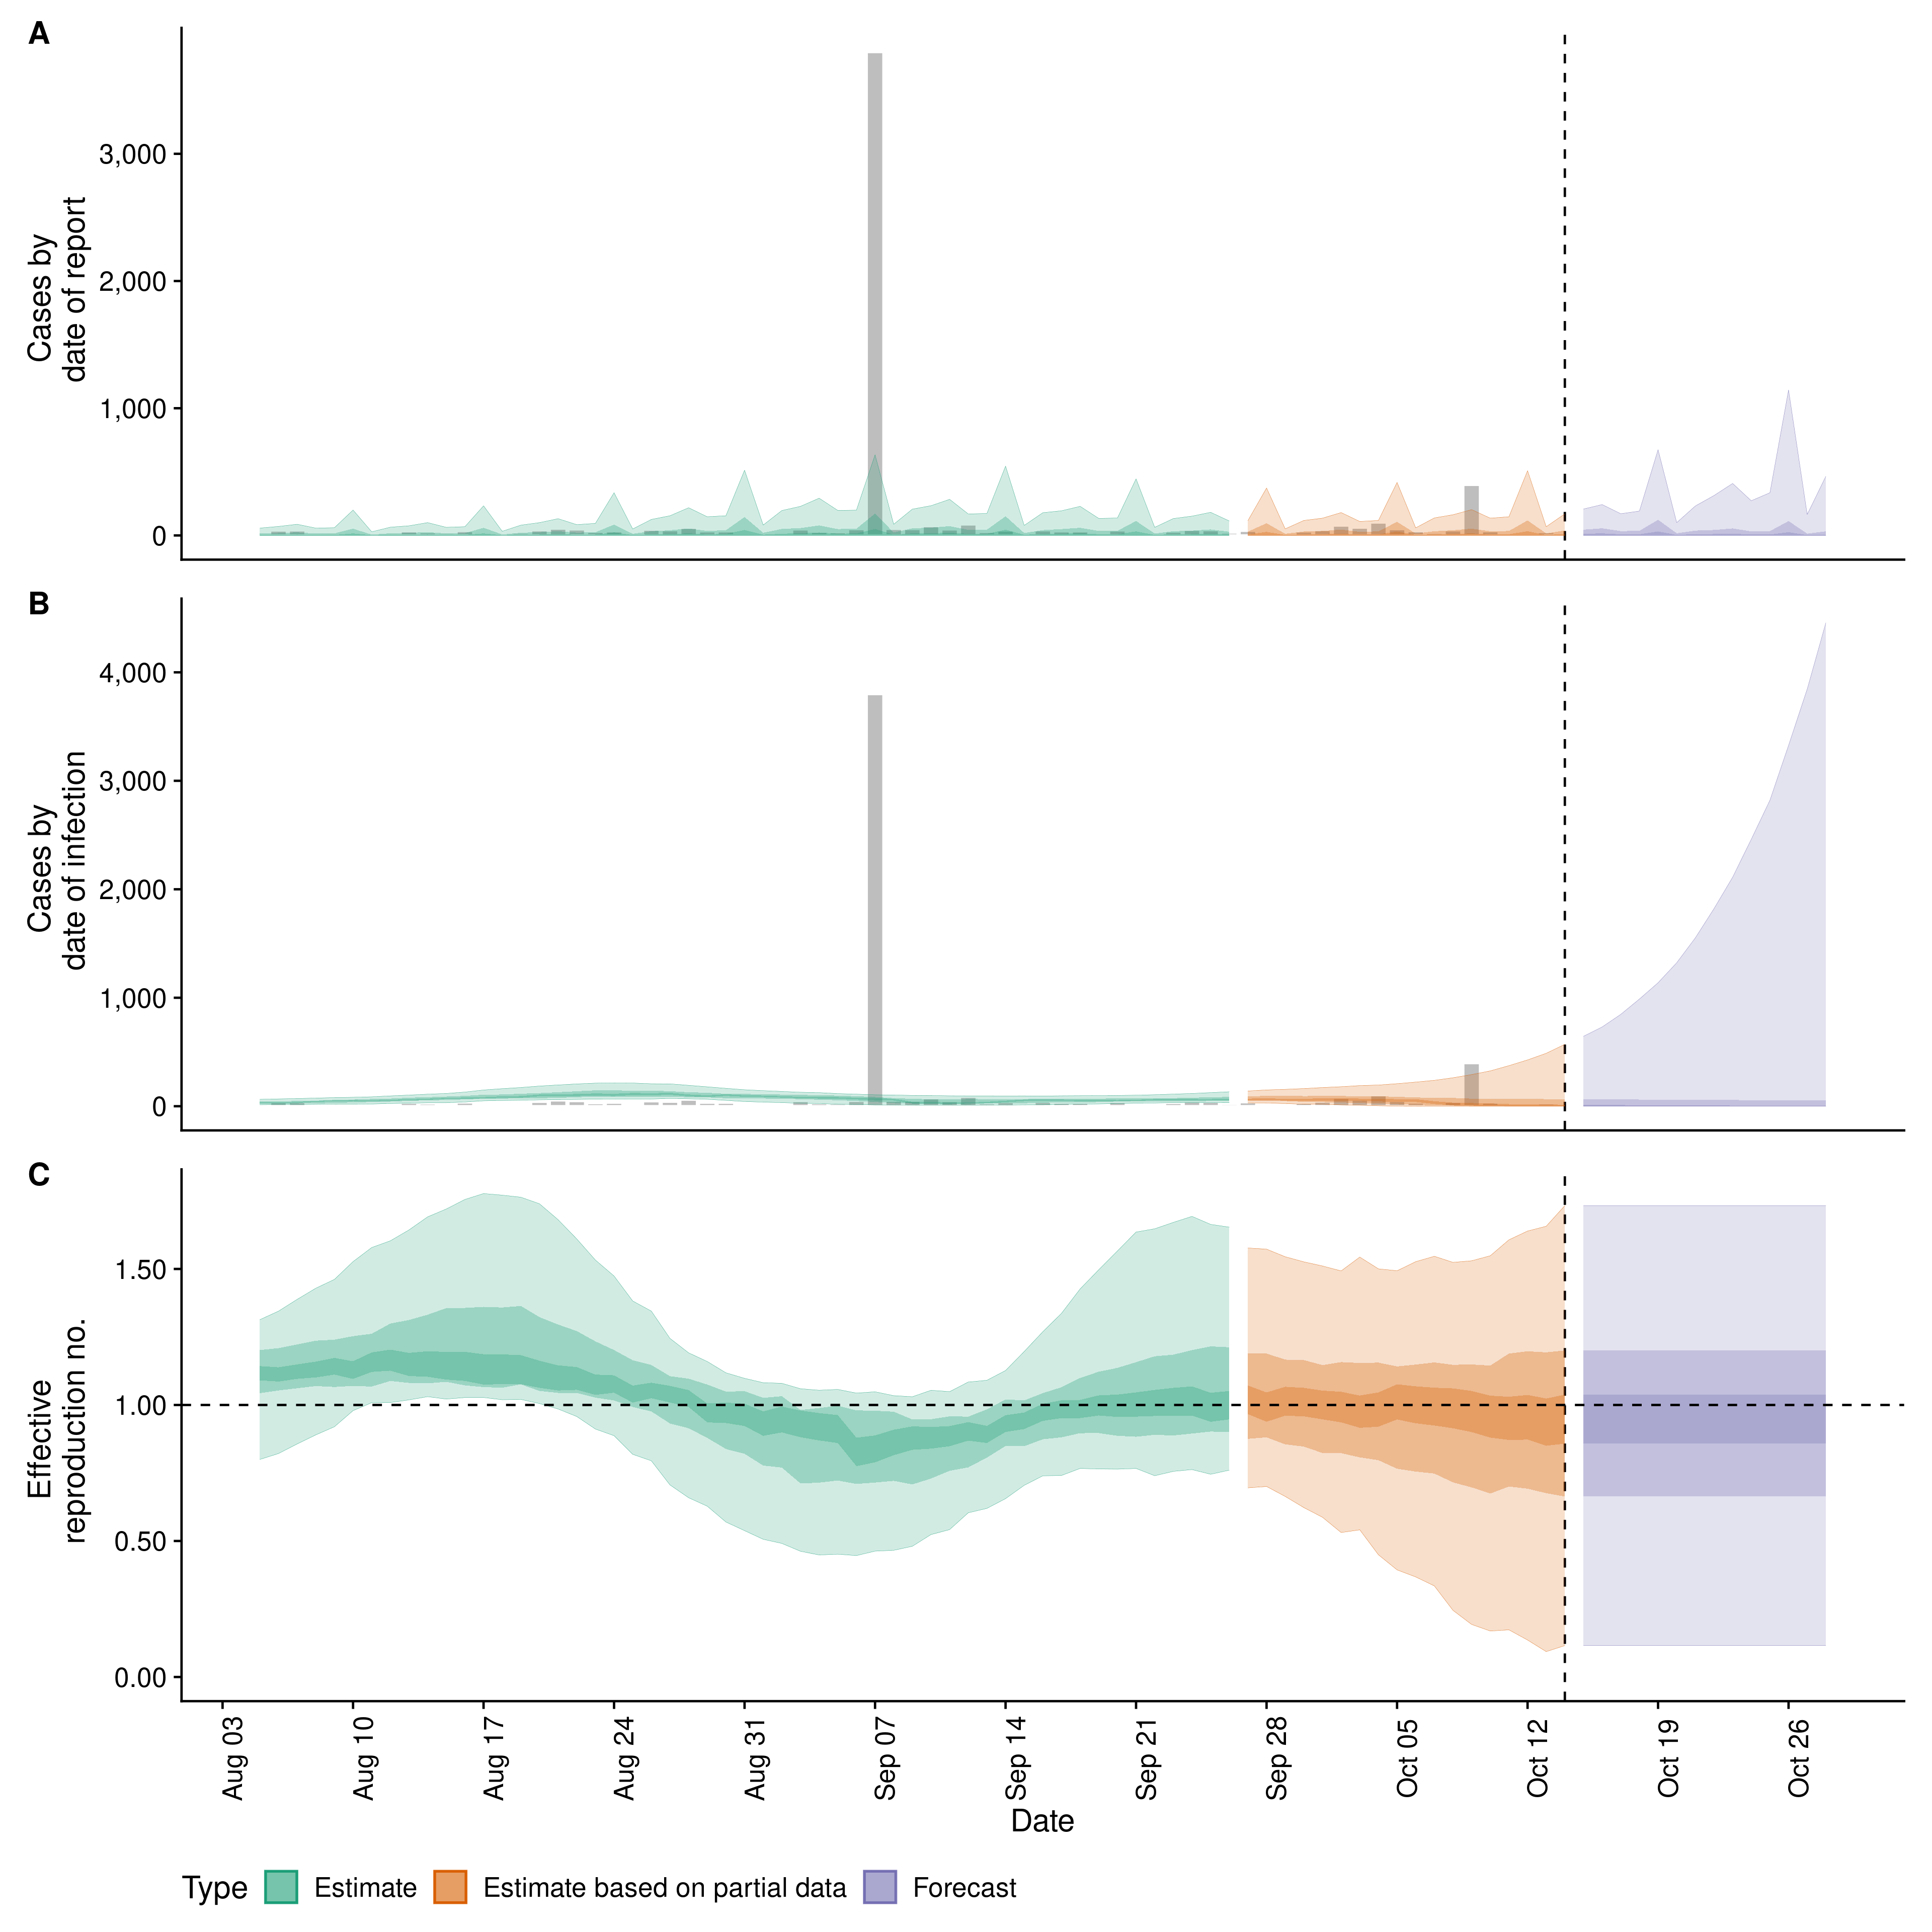 A
Cases by
date of report
3,000
2,000
1,000
0
B
Cases by
date of infection
4,000
3,000
2,000
1,000
0
C
Effective
reproduction no.
1.50
1.00
0.50
0.00
Aug 03
Aug 10
Aug 17
Aug 24
Aug 31
Sep 07
Sep 14
Sep 21
Sep 28
Oct 05
Oct 12
Oct 19
Oct 26
Date
Type Estimate Estimate based on partial data Forecast